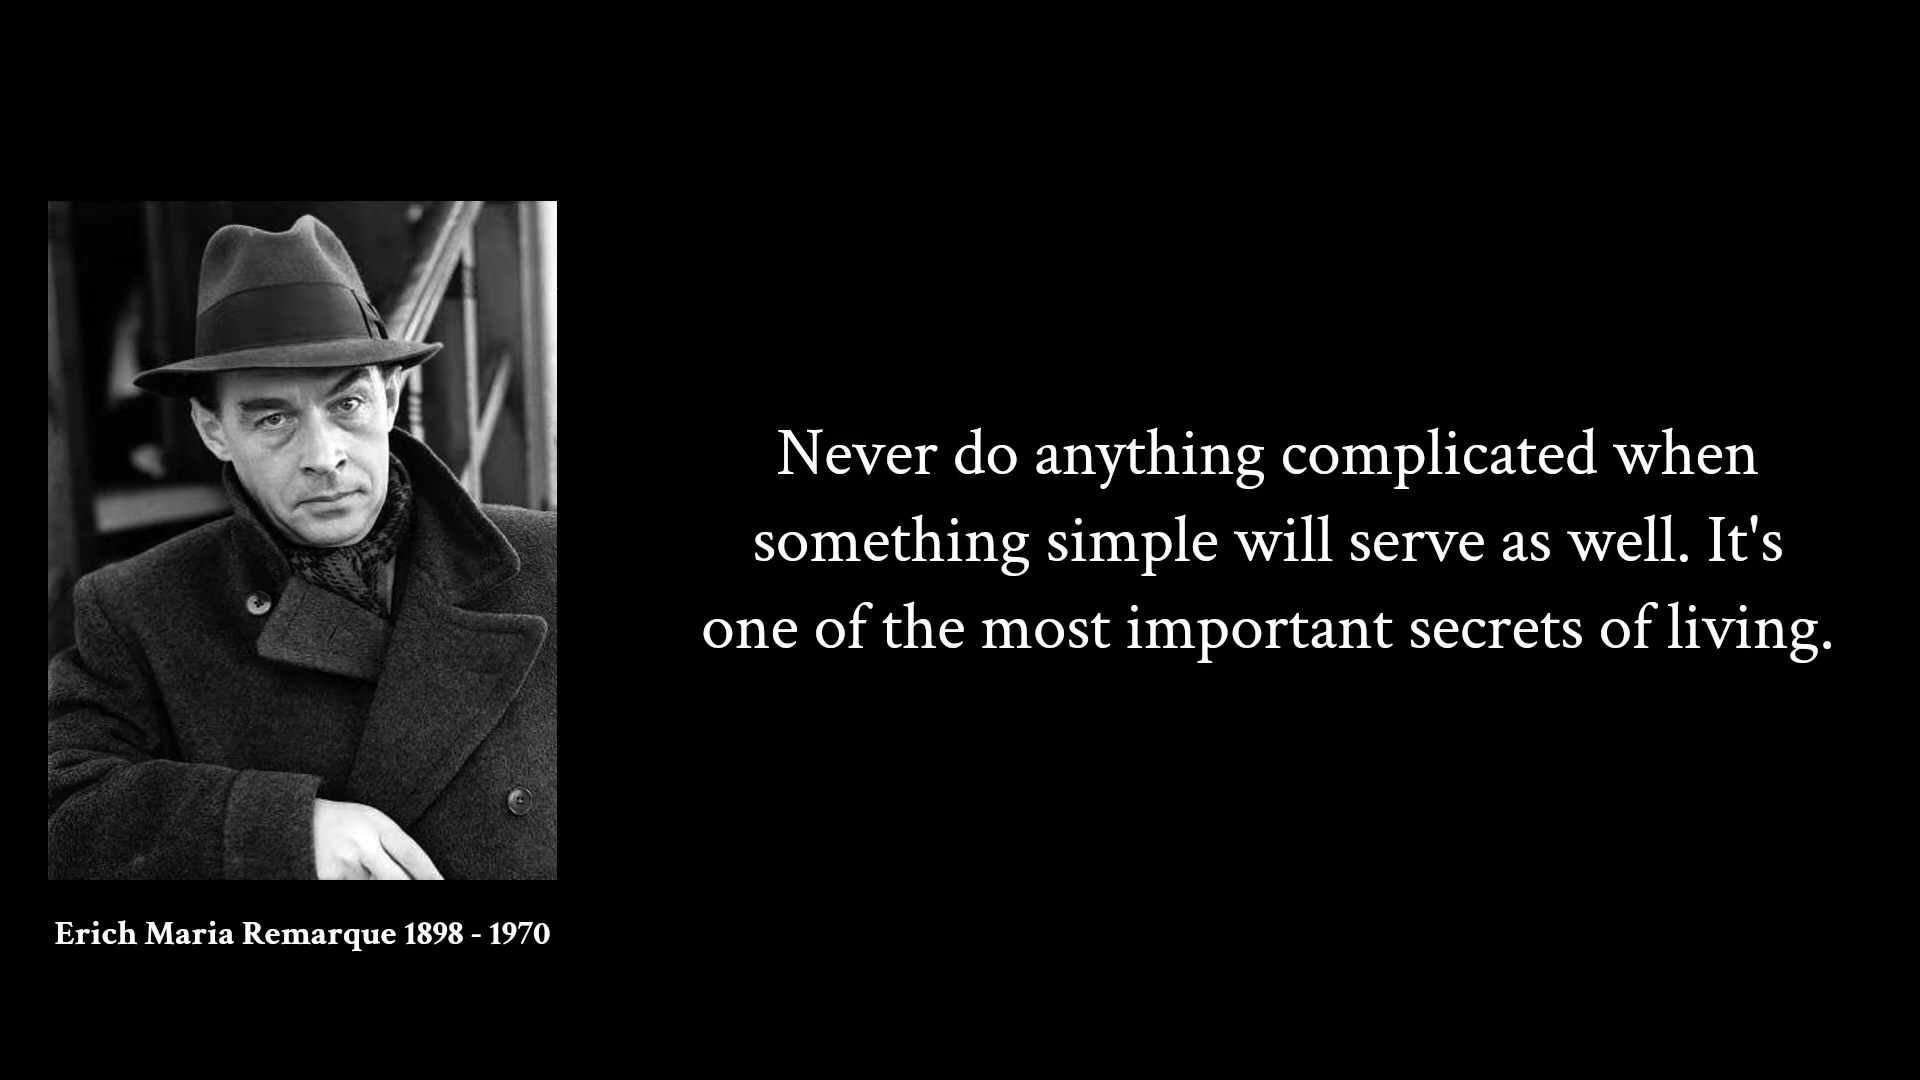 Never do anything complicated when
something simple will serve as well. It's
one of the most important secrets of living.
Erich Maria Remarque 1898 - 1970